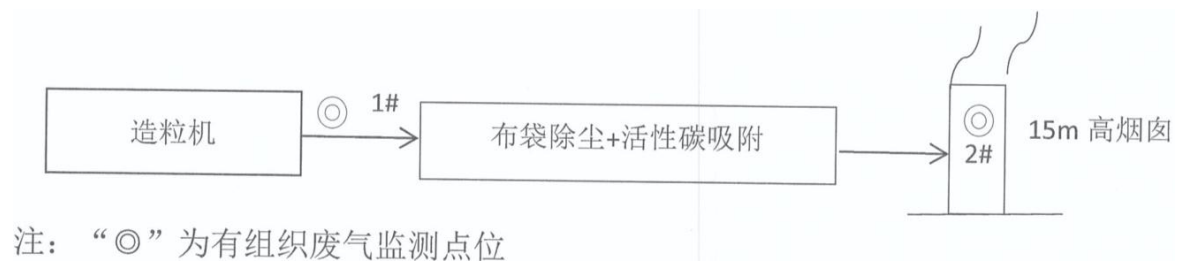 造粒机
◎ 1#
布袋除尘+活性碳吸附
◎
2#
15m 高烟囱
注：“◎”为有组织废气监测点位